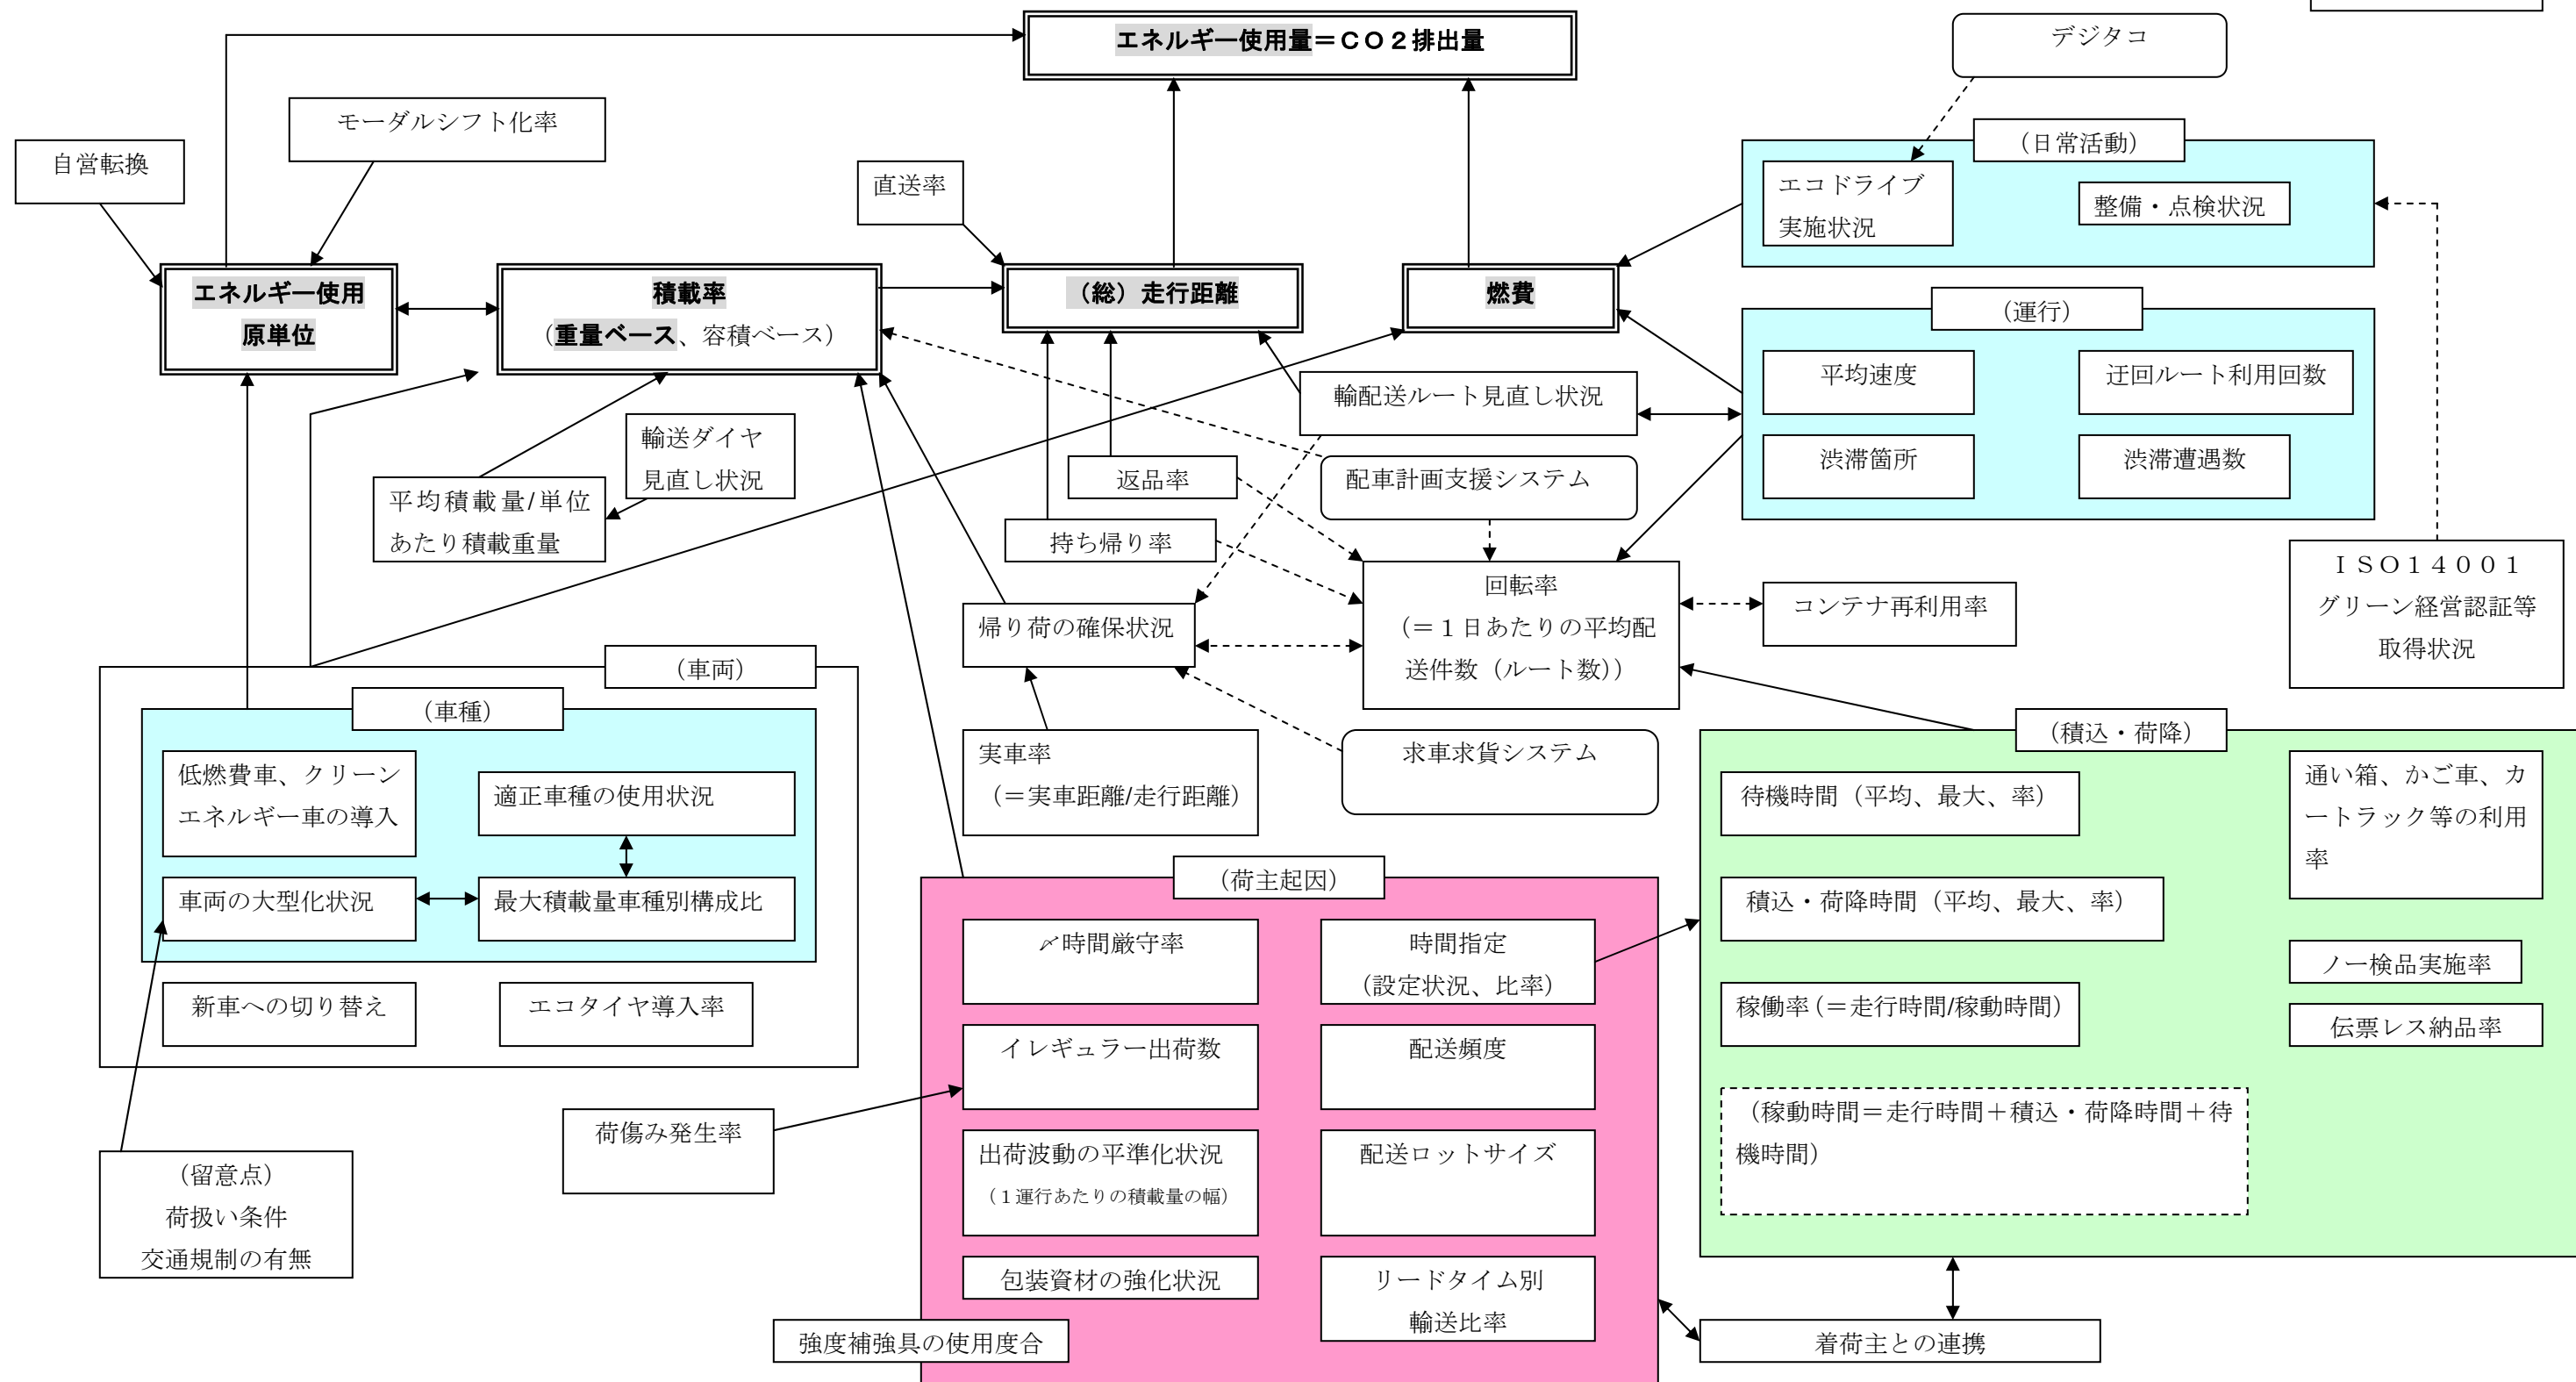 エネルギー使用量＝ＣＯ２排出量
デジタコ
モーダルシフト化率
自営転換
直送率
（日常活動）
エコドライブ
実施状況
整備・点検状況
エネルギー使用
原単位
積載率
（重量ベース、容積ベース）
（総）走行距離
燃費
（運行）
平均速度
迂回ルート利用回数
渋滞箇所
渋滞遭遇数
輸配送ルート見直し状況
輸送ダイヤ
見直し状況
平均積載量/単位
あたり積載重量
返品率
配車計画支援システム
持ち帰り率
ＩＳＯ１４００１
グリーン経営認証等
取得状況
回転率
（＝１日あたりの平均配
送件数（ルート数））
コンテナ再利用率
帰り荷の確保状況
（車両）
（車種）
低燃費車、クリーン
エネルギー車の導入
適正車種の使用状況
車両の大型化状況
最大積載量車種別構成比
新車への切り替え
エコタイヤ導入率
実車率
（＝実車距離/走行距離）
求車求貨システム
（積込・荷降）
待機時間（平均、最大、率）
通い箱、かご車、カ
ートラック等の利用
率
積込・荷降時間（平均、最大、率）
ノー検品実施率
稼働率（＝走行時間/稼動時間）
伝票レス納品率
（稼動時間＝走行時間＋積込・荷降時間＋待
機時間）
（荷主起因）
〆時間厳守率
時間指定
（設定状況、比率）
イレギュラー出荷数
配送頻度
荷傷み発生率
出荷波動の平準化状況
（１運行あたりの積載量の幅）
配送ロットサイズ
（留意点）
荷扱い条件
交通規制の有無
包装資材の強化状況
リードタイム別
輸送比率
強度補強具の使用度合
着荷主との連携